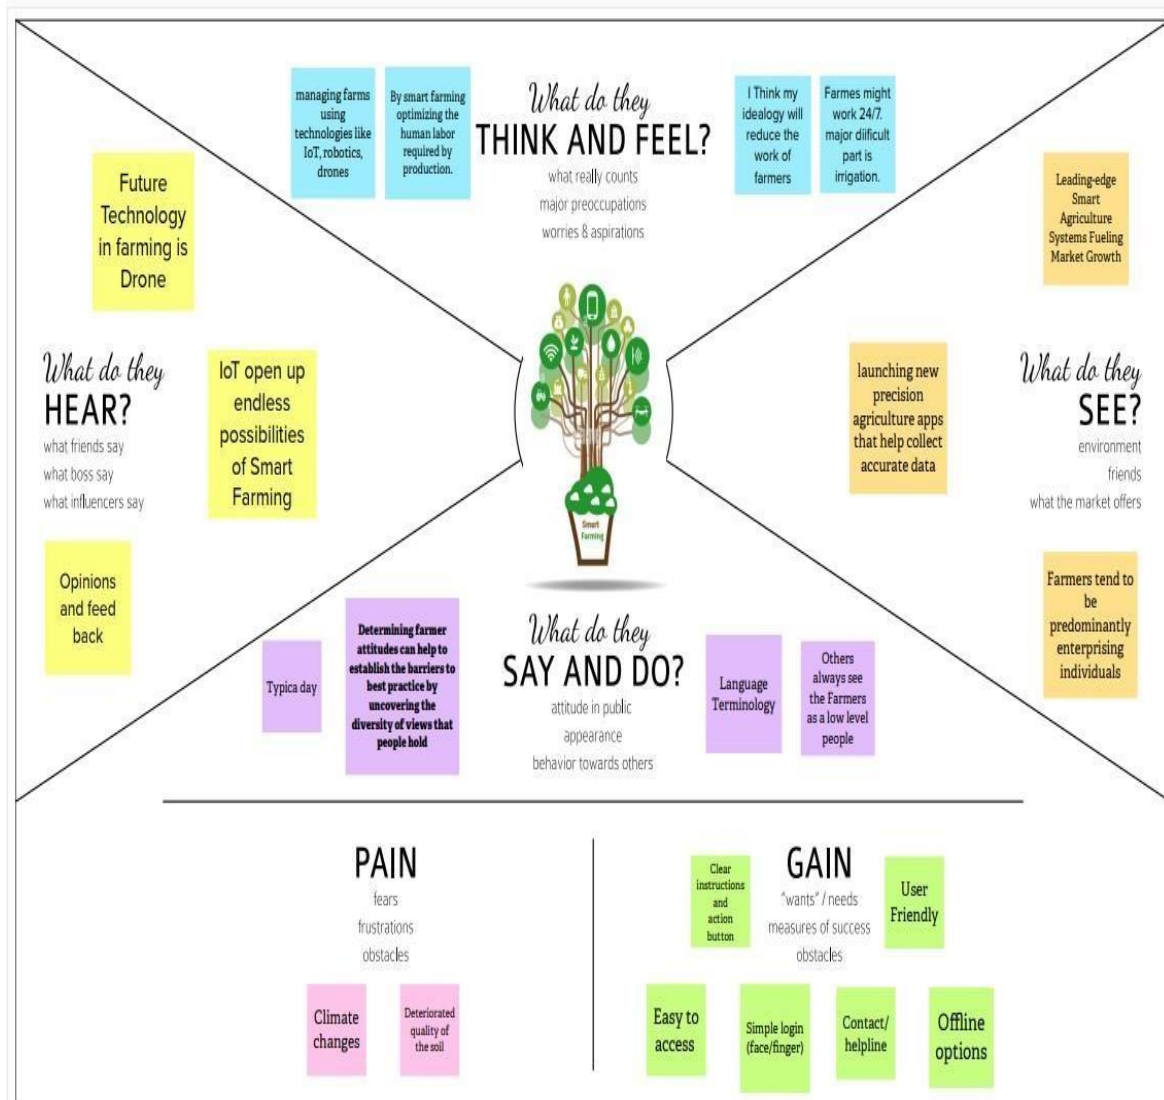 What do they
THINK AND FEEL?
what really counts
major preoccupations
worries & aspirations
managing farms
using
technologies like
IoT, robotics,
drones
By smart farming
optimizing the
human labor
required by
production.
I Think my
idealogy will
reduce the
work of
farmers
Farmes might
work 24/7.
major diifficult
part is
irrigation.
Future
Technology
in farming is
Drone
What do they
HEAR?
what friends say
what boss say
what influencers say
IoT open up
endless
possibilities
of Smart
Farming
Opinions
and feed
back
Smart
Farming
Leading-edge
Smart
Agriculture
Systems Fueling
Market Growth
launching new
precision
agriculture apps
that help collect
accurate data
What do they
SEE?
environment
friends
what the market offers
Farmers tend to
be
predominantly
enterprising
individuals
What do they
SAY AND DO?
attitude in public
appearance
behavior towards others
Typica day
Determining farmer
attitudes can help to
establish the barriers to
best practice by
uncovering the
diversity of views that
people hold
Language
Terminology
Others
always see
the Farmers
as a low level
people
PAIN
fears
frustrations
obstacles
Climate
changes
Deteriorated
quality of
the soil
GAIN
"wants" / needs
measures of success
obstacles
Clear
instructions
and
action
button
User
Friendly
Easy to
access
Simple login
(face/finger)
Contact/
helpline
Offline
options